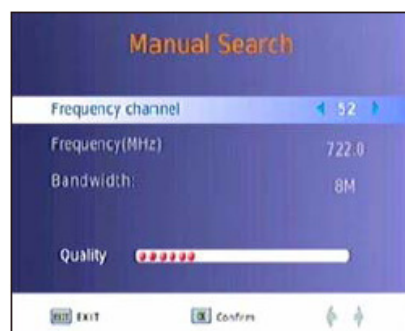 Manual Search
Frequency channel 52
Frequency(MHz) 722.0
Bandwidth: 8M
Quality
EXIT EXIT OK Confirm